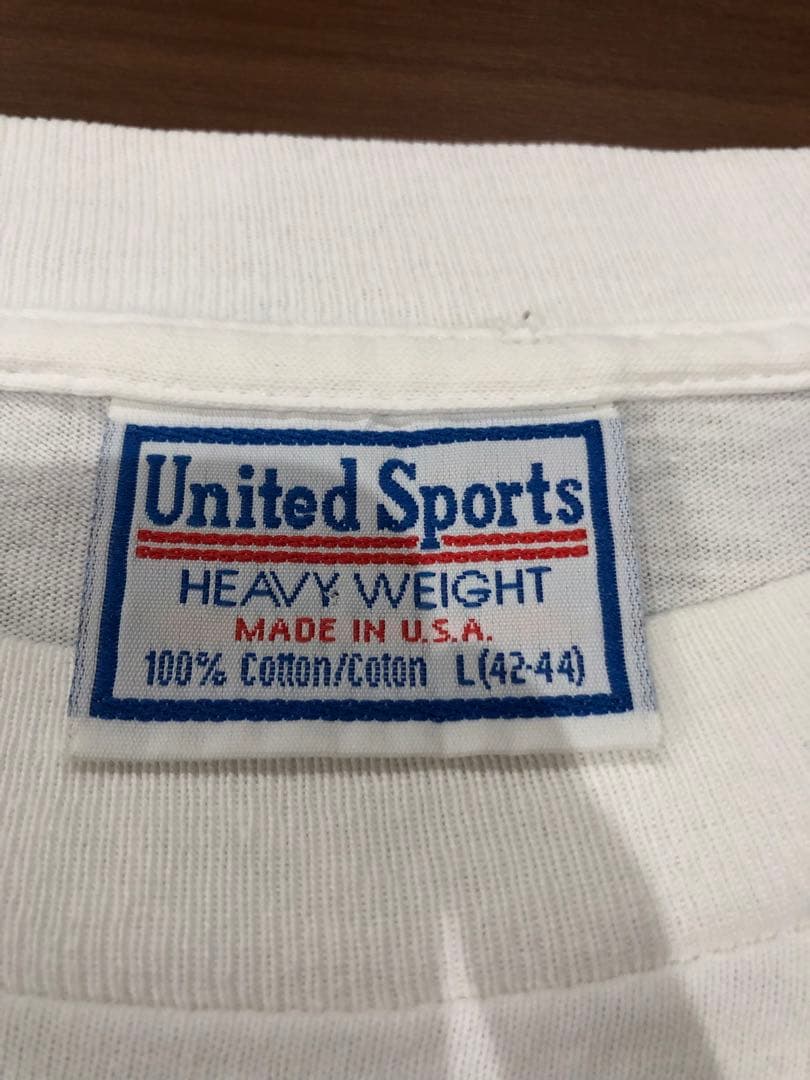 United Sports
HEAVY WEIGHT
MADE IN U.S.A.
100% Cotton/Coton L(42-44)